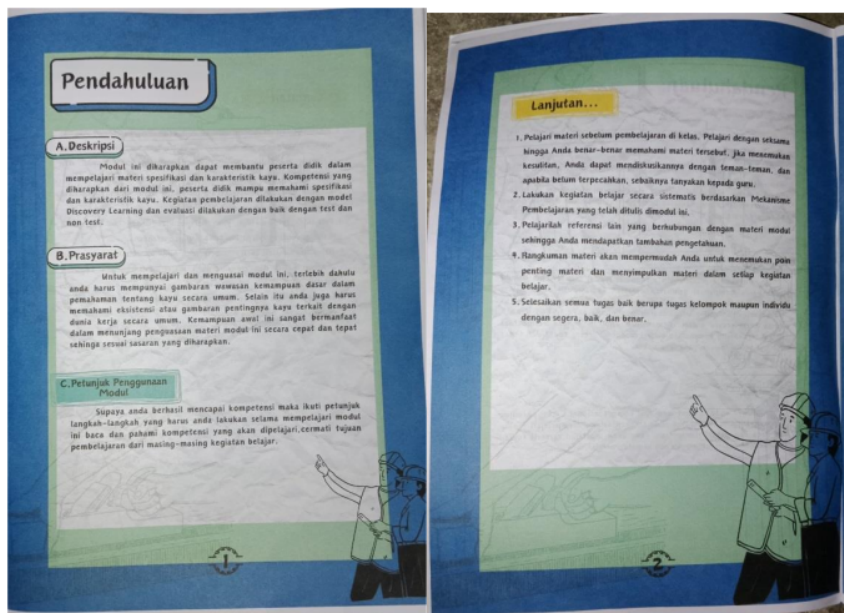 Pendahuluan
A.Deskripsi
Modul ini diharapkan dapat membantu peserta didik dalam
mempelajari materi spesifikasi dan karakteristik kayu. Kompetensi yang
diharapkan dari modul ini, peserta didik mampu memahami spesifikasi
dan karakteristik kayu. Kegiatan pembelajaran dilakukan dengan model
Discovery Learning dan evaluasi dilakukan dengan baik dengan test dan
non test.
B.Prasyarat
Untuk mempelajari dan menguasai modul ini, terlebih dahulu
anda harus mempunyai gambaran wawasan kemampuan dasar dalam
pemahaman tentang kayu secara umum. Selain itu anda juga harus
memahami eksistensi atau gambaran pentingnya kayu terkait dengan
dunia kerja secara umum. Kemampuan awal ini sangat bermanfaat
dalam menunjang penguasaan materi modul ini secara cepat dan tepat
sehinga sesuai sasaran yang diharapkan.
C.Petunjuk Penggunaan
Modul
Supaya anda berhasil mencapai kompetensi maka ikuti petunjuk
langkah-langkah yang harus anda lakukan selama mempelajari modul
ini baca dan pahami kompetensi yang akan dipelajari,cermati tujuan
pembelajaran dari masing-masing kegiatan belajar.
1
Lanjutan...
1. Pelajari materi sebelum pembelajaran di kelas. Pelajari dengan seksama
hingga Anda benar-benar memahami materi tersebut, jika menemukan
kesulitan, Anda dapat mendiskusikannya dengan teman-teman, dan
apabila belum terpecahkan, sebaiknya tanyakan kepada guru.
2. Lakukan kegiatan belajar secara sistematis berdasarkan Mekanisme
Pembelajaran yang telah ditulis dimodul ini.
3. Pelajarilah referensi lain yang berhubungan dengan materi modul
sehingga Anda mendapatkan tambahan pengetahuan.
4. Rangkuman materi akan mempermudah Anda untuk menemukan poin
penting materi dan menyimpulkan materi dalam setiap kegiatan
belajar.
5. Selesaikan semua tugas baik berupa tugas kelompok maupun individu
dengan segera, baik, dan benar.
2